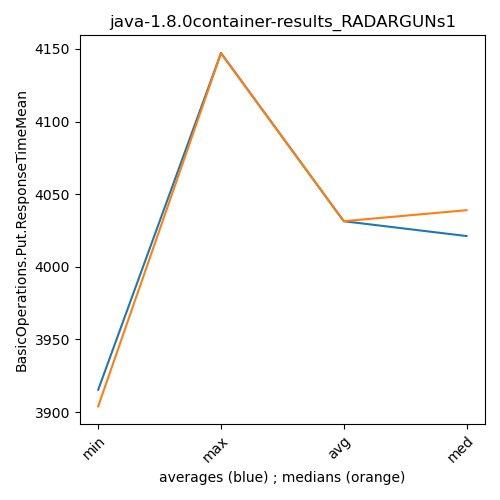 java-1.8.0container-results_RADARGUNs1
BasicOperations.Put.ResponseTimeMean
4150
4100
4050
4000
3950
3900
min
max
avg
med
averages (blue) ; medians (orange)